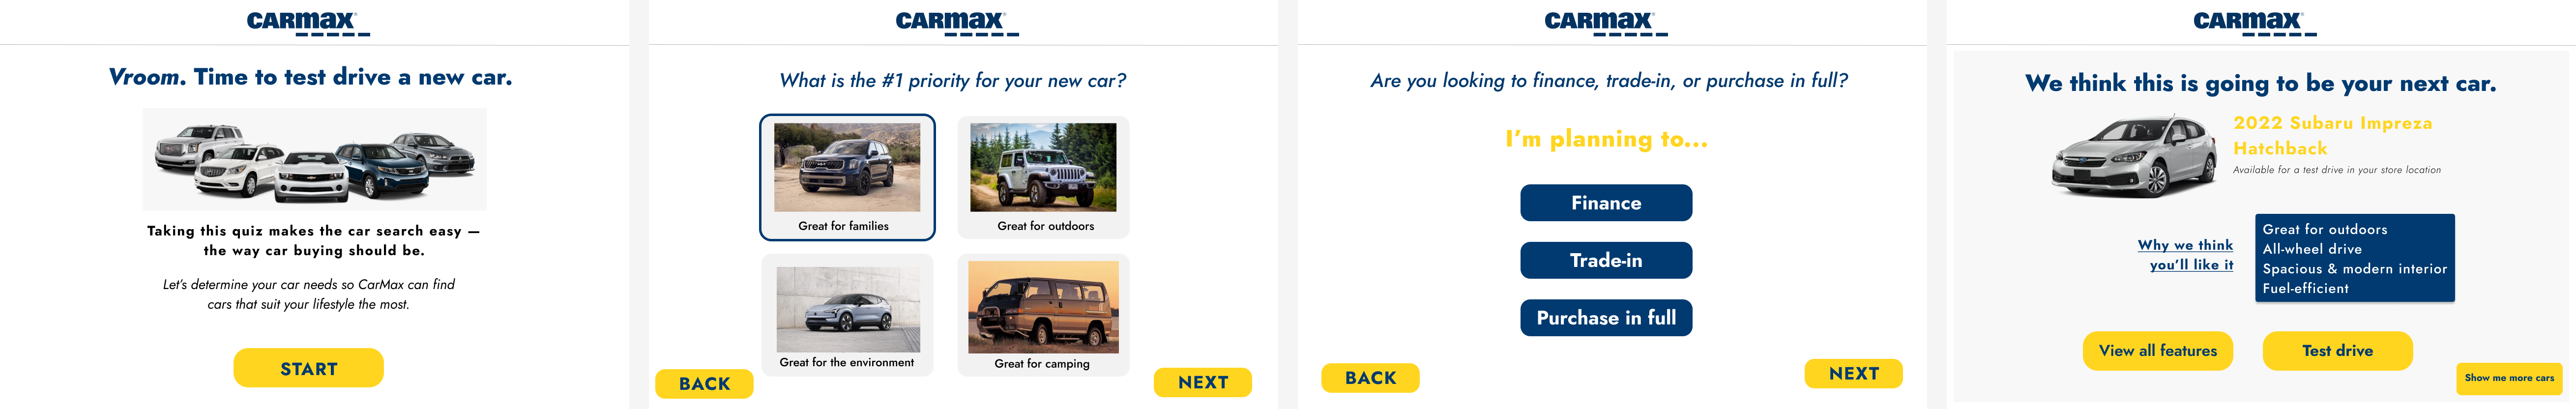 CARMAX
Vroom. Time to test drive a new car.
Taking this quiz makes the car search easy —
the way car buying should be.
Let's determine your car needs so CarMax can find
cars that suit your lifestyle the most.
START
CARMAX
What is the #1 priority for your new car?
Great for families
Great for outdoors
Great for the environment
Great for camping
BACK
NEXT
CARMAX
Are you looking to finance, trade-in, or purchase in full?
I'm planning to...
Finance
Trade-in
Purchase in full
BACK
NEXT
CARMAX
We think this is going to be your next car.
2022 Subaru Impreza
Hatchback
Available for a test drive in your store location
Why we think
you'll like it
Great for outdoors
All-wheel drive
Spacious & modern interior
Fuel-efficient
View all features
Test drive
Show me more cars